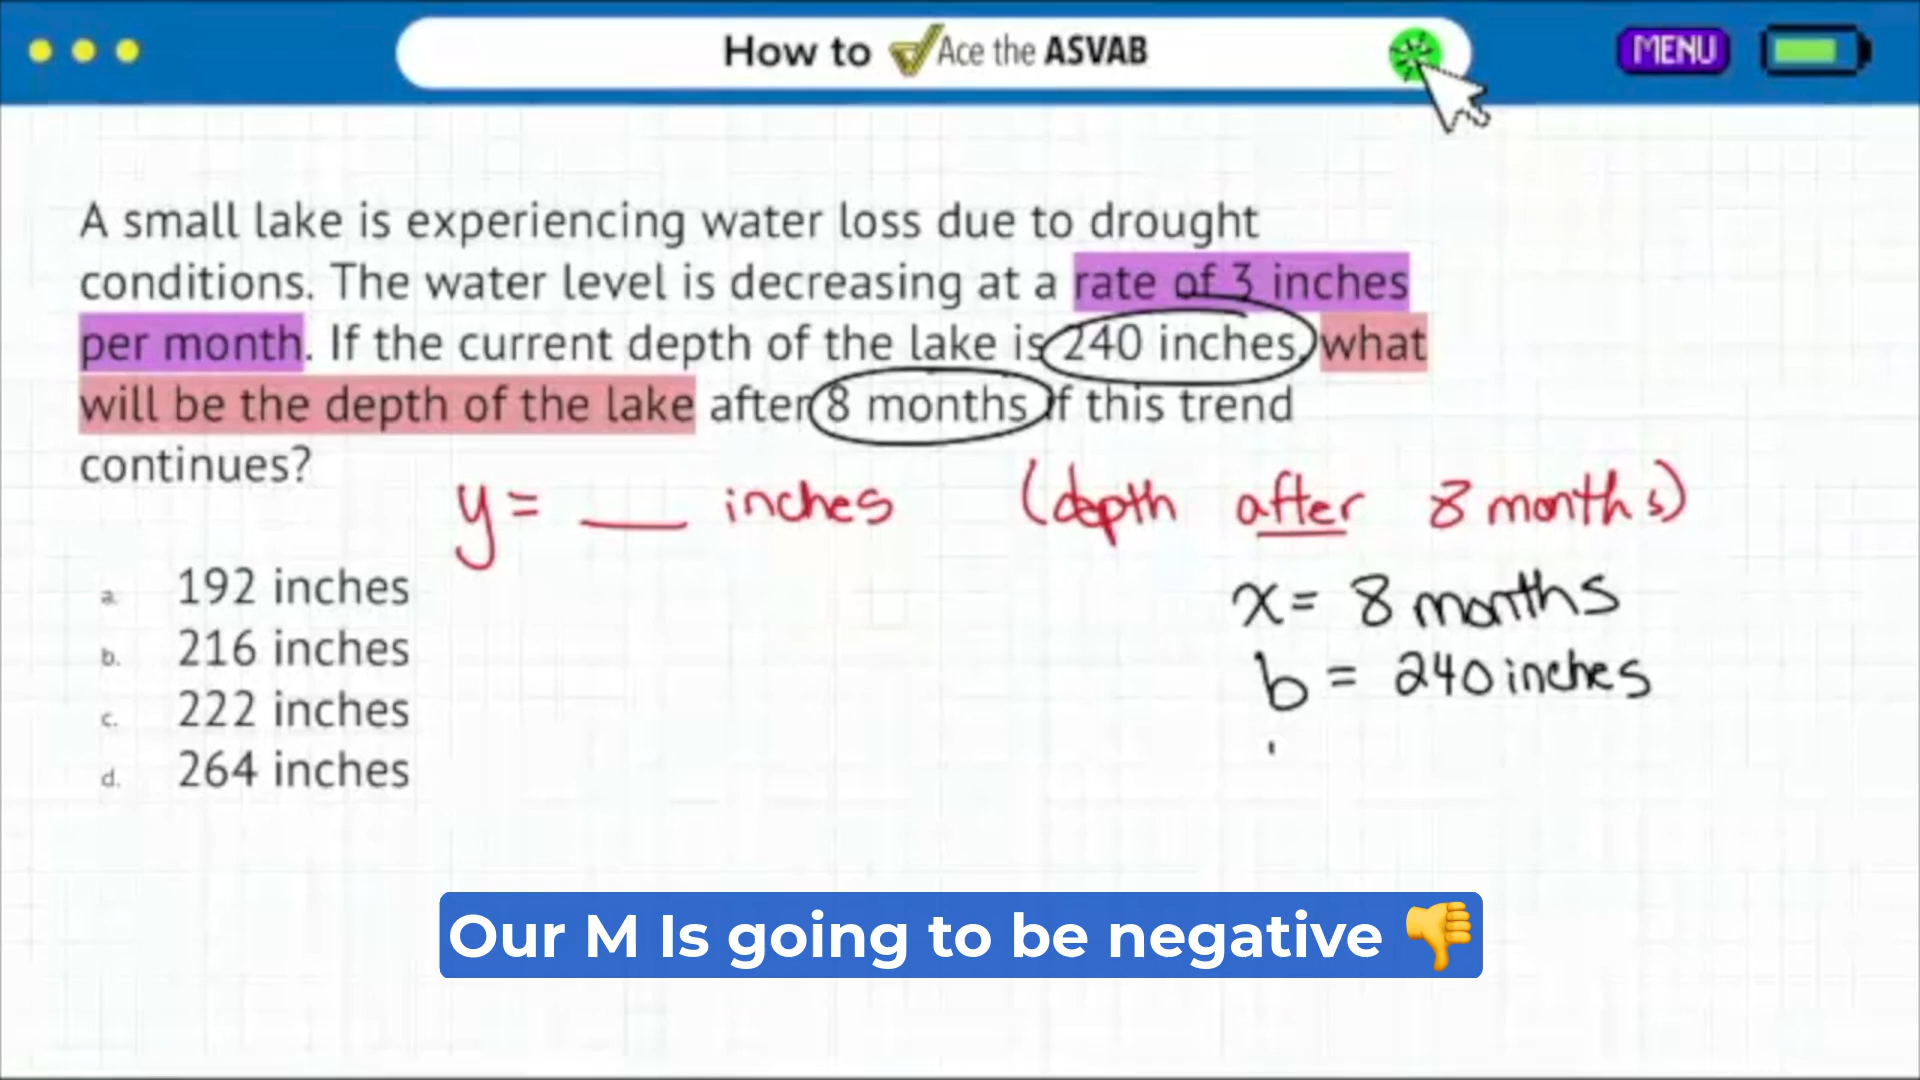 How to Ace the ASVAB
MENU
A small lake is experiencing water loss due to drought
conditions. The water level is decreasing at a rate of 3 inches
per month. If the current depth of the lake is 240 inches, what
will be the depth of the lake after 8 months if this trend
continues?
y = __ inches (depth after 8 months)
a. 192 inches
x = 8 months
b. 216 inches
b = 240 inches
c. 222 inches
d. 264 inches
Our M Is going to be negative 👎